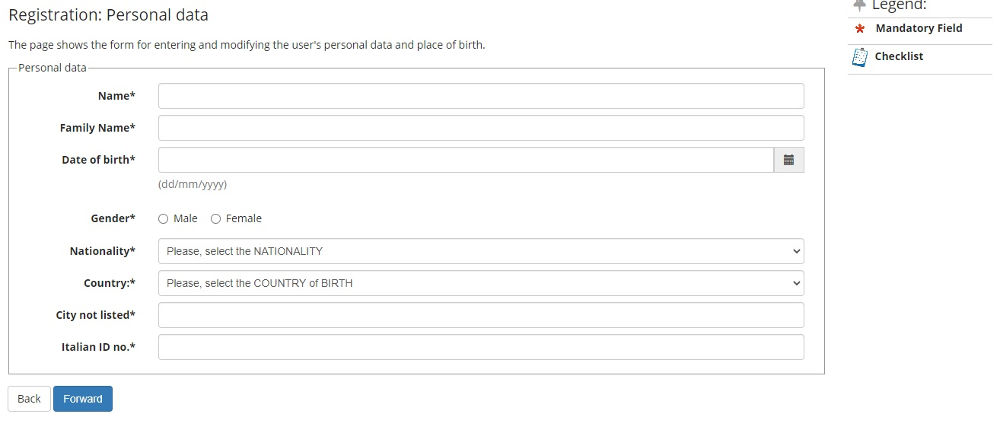 Registration: Personal data
The page shows the form for entering and modifying the user's personal data and place of birth.
Personal data
Name*
Family Name*
Date of birth*
(dd/mm/yyyy)
Gender* Male Female
Nationality* Please, select the NATIONALITY
Country:* Please, select the COUNTRY of BIRTH
City not listed*
Italian ID no.*
Back Forward
Legend:
* Mandatory Field
Checklist